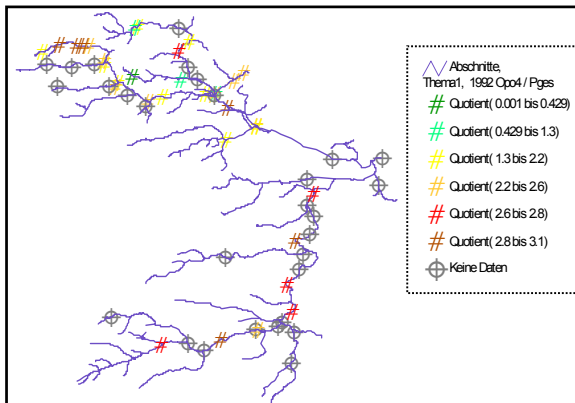 Abschnitte,
Thema1, 1992 Opo4 / Pges
Quotient( 0.001 bis 0.429)
Quotient( 0.429 bis 1.3)
Quotient( 1.3 bis 2.2)
Quotient( 2.2 bis 2.6)
Quotient( 2.6 bis 2.8)
Quotient( 2.8 bis 3.1)
Keine Daten